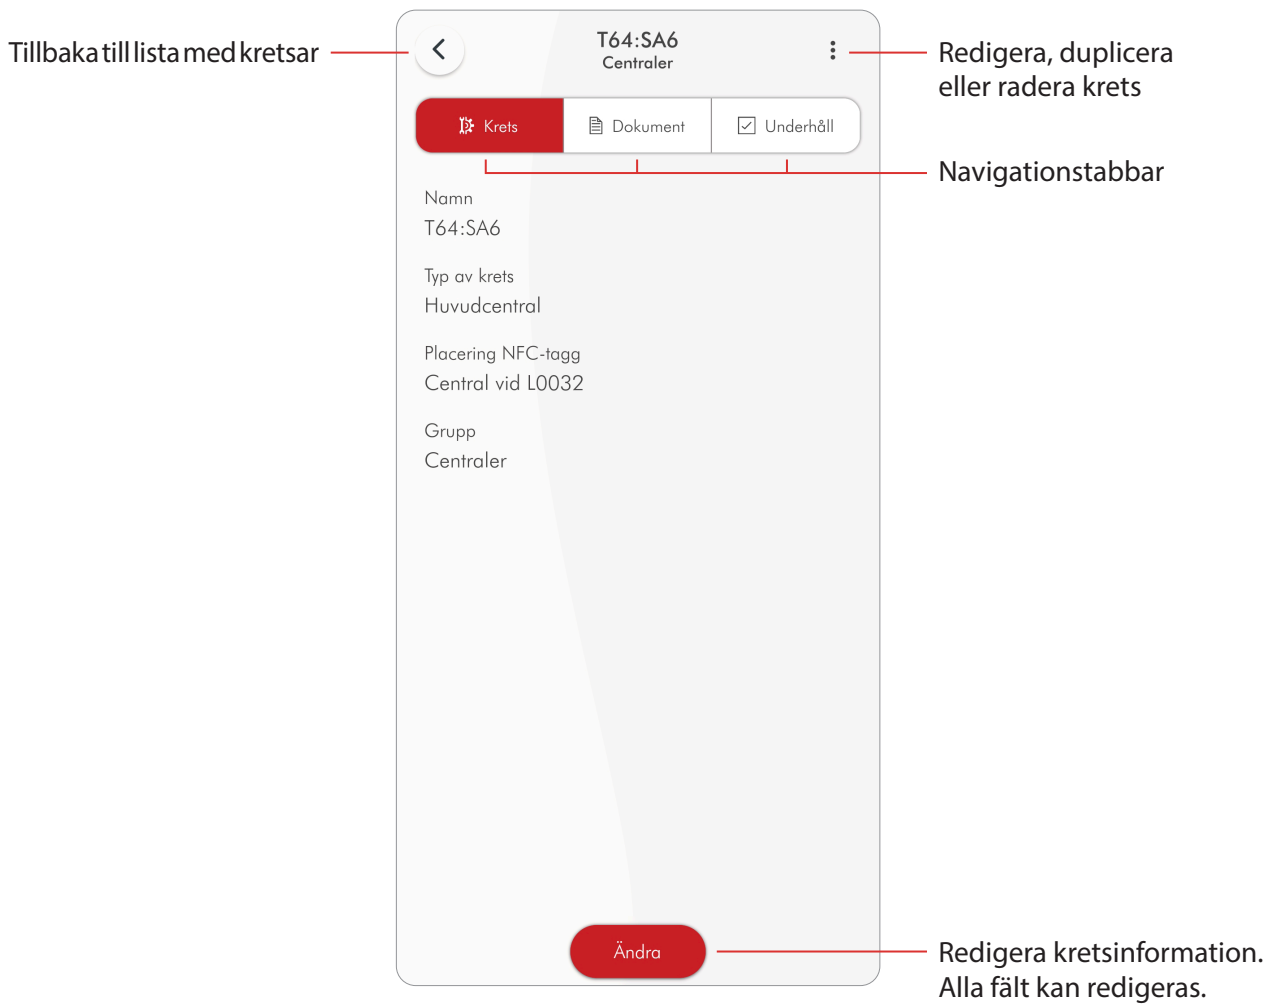 Tillbaka till lista med kretsar
T64:SA6
Centraler
Redigera, duplicera
eller radera krets
Krets
Dokument
Underhåll
Navigationstabbar
Namn
T64:SA6
Typ av krets
Huvudcentral
Placering NFC-tagg
Central vid L0032
Grupp
Centraler
Ändra
Redigera kretsinformation.
Alla fält kan redigeras.